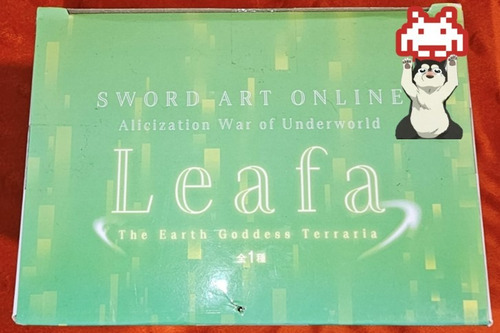 SWORD ART ONLINE
Alicization War of Underworld
Leafa
The Earth Goddess Terraria
全1種